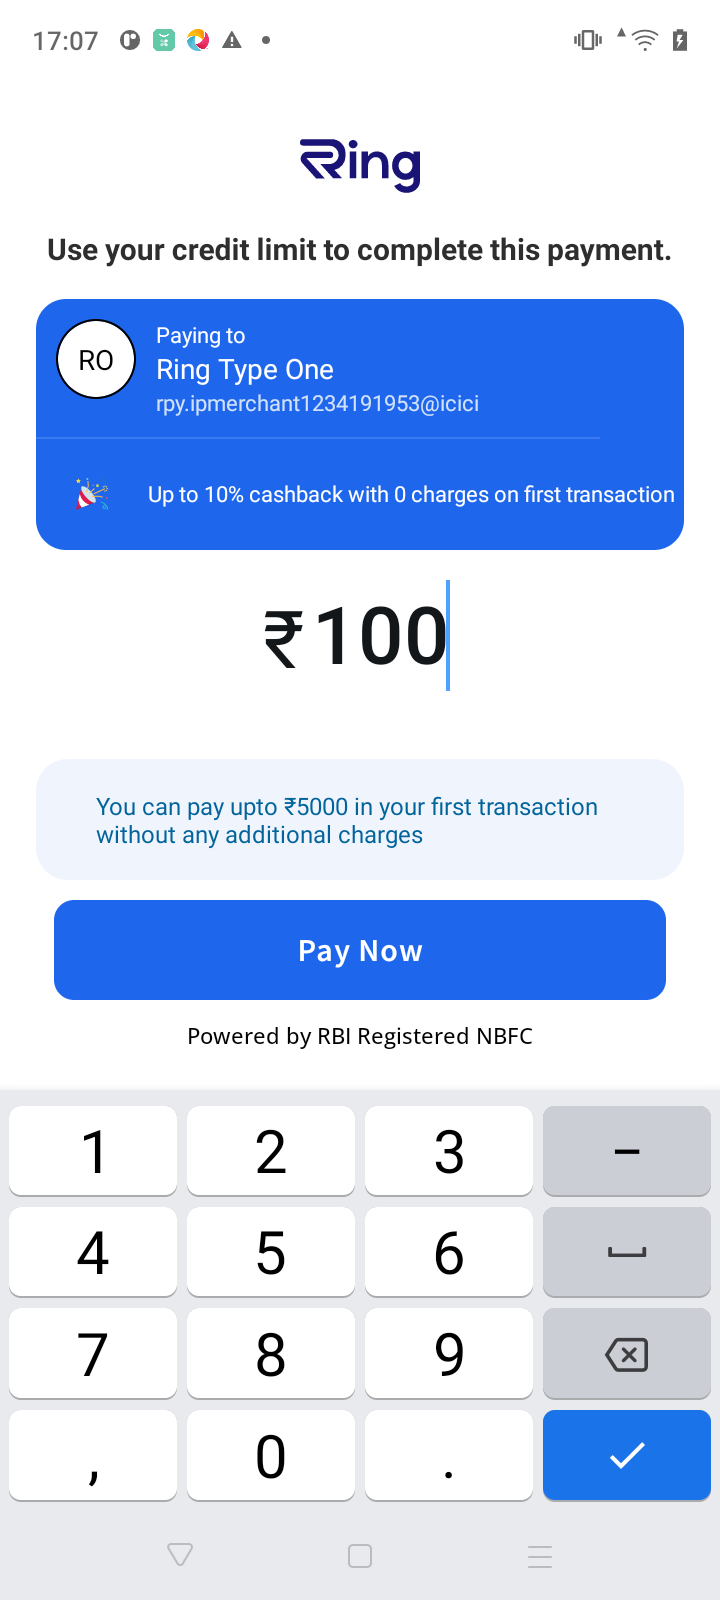 17:07
Ring
Use your credit limit to complete this payment.
RO
Paying to
Ring Type One
rpy.ipmerchant1234191953@icici
Up to 10% cashback with 0 charges on first transaction
₹100
You can pay upto ₹5000 in your first transaction
without any additional charges
Pay Now
Powered by RBI Registered NBFC
1 2 3 –
4 5 6
7 8 9
, 0 .